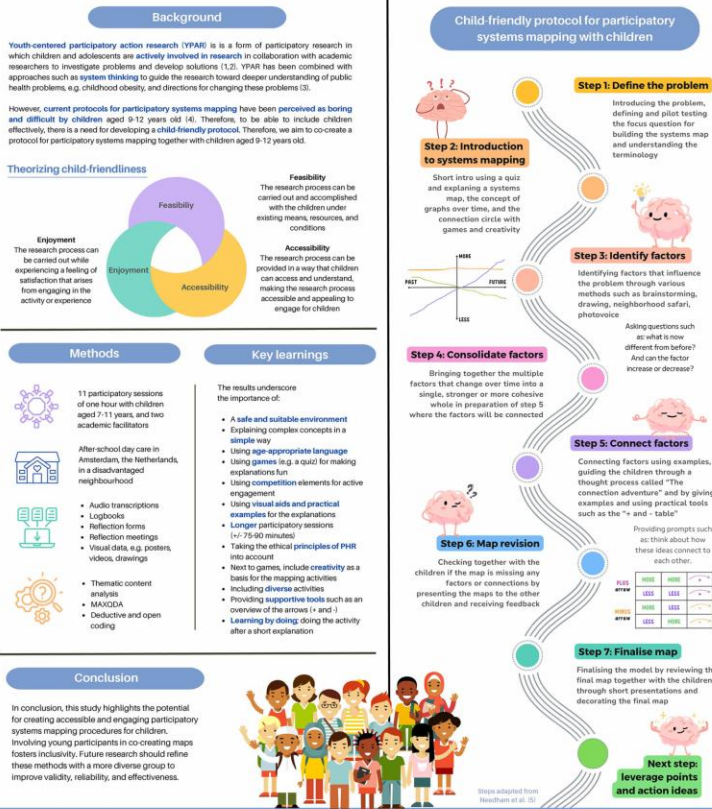 Background
Youth-centered participatory action research (YPAR) is is a form of participatory research in
which children and adolescents are actively involved in research in collaboration with academic
researchers to investigate problems and develop solutions (1,2). YPAR has been combined with
approaches such as system thinking to guide the research toward deeper understanding of public
health problems, e.g. childhood obesity, and directions for changing these problems (3).
However, current protocols for participatory systems mapping have been perceived as boring
and difficult by children aged 9-12 years old (4). Therefore, to be able to include children
effectively, there is a need for developing a child-friendly protocol. Therefore, we aim to co-create a
protocol for participatory systems mapping together with children aged 9-12 years old.
Theorizing child-friendliness
Feasibiliy
Enjoyment
Accessibility
Enjoyment
The research process can
be carried out while
experiencing a feeling of
satisfaction that arises
from engaging in the
activity or experience
Feasibility
The research process can be
carried out and accomplished
with the children under
existing means, resources, and
conditions
Accessibility
The research process can be
provided in a way that children
can access and understand,
making the research process
accessible and appealing to
engage for children
Methods
11 participatory sessions
of one hour with children
aged 7-11 years, and two
academic facilitators
After-school day care in
Amsterdam, the Netherlands,
in a disadvantaged
neighbourhood
• Audio transcriptions
• Logbooks
• Reflection forms
• Reflection meetings
• Visual data, e.g. posters,
videos, drawings
• Thematic content
analysis
• MAXQDA
• Deductive and open
coding
Key learnings
The results underscore
the importance of:
• A safe and suitable environment
• Explaining complex concepts in a
simple way
• Using age-appropriate language
• Using games (e.g. a quiz) for making
explanations fun
• Using competition elements for active
engagement
• Using visual aids and practical
examples for the explanations
• Longer participatory sessions
(+/- 75-90 minutes)
• Taking the ethical principles of PHR
into account
• Next to games, include creativity as a
basis for the mapping activities
• Including diverse activities
• Providing supportive tools such as an
overview of the arrows (+ and -)
• Learning by doing; doing the activity
after a short explanation
Conclusion
In conclusion, this study highlights the potential
for creating accessible and engaging participatory
systems mapping procedures for children.
Involving young participants in co-creating maps
fosters inclusivity. Future research should refine
these methods with a more diverse group to
improve validity, reliability, and effectiveness.
Child-friendly protocol for participatory
systems mapping with children
Step 1: Define the problem
Introducing the problem,
defining and pilot testing
the focus question for
building the systems map
and understanding the
terminology
Step 2: Introduction
to systems mapping
Short intro using a quiz
and explaning a systems
map, the concept of
graphs over time, and the
connection circle with
games and creativity
MORE
PAST
FUTURE
LESS
Step 3: Identify factors
Identifying factors that influence
the problem through various
methods such as brainstorming,
drawing, neighborhood safari,
photovoice
Asking questions such
as: what is now
different from before?
And can the factor
increase or decrease?
Step 4: Consolidate factors
Bringing together the multiple
factors that change over time into a
single, stronger or more cohesive
whole in preparation of step 5
where the factors will be connected
Step 5: Connect factors
Connecting factors using examples,
guiding the children through a
thought process called "The
connection adventure" and by giving
examples and using practical tools
such as the "+ and - table"
Providing prompts such
as: think about how
these ideas connect to
each other.
PLUS
arrow
MORE MORE
LESS LESS
MINUS
arrow
MORE LESS
LESS MORE
Step 6: Map revision
Checking together with the
children if the map is missing any
factors or connections by
presenting the maps to the other
children and receiving feedback
Step 7: Finalise map
Finalising the model by reviewing the
final map together with the children
through short presentations and
decorating the final map
Next step:
leverage points
and action ideas
Steps adapted from
Needham et al. (5)